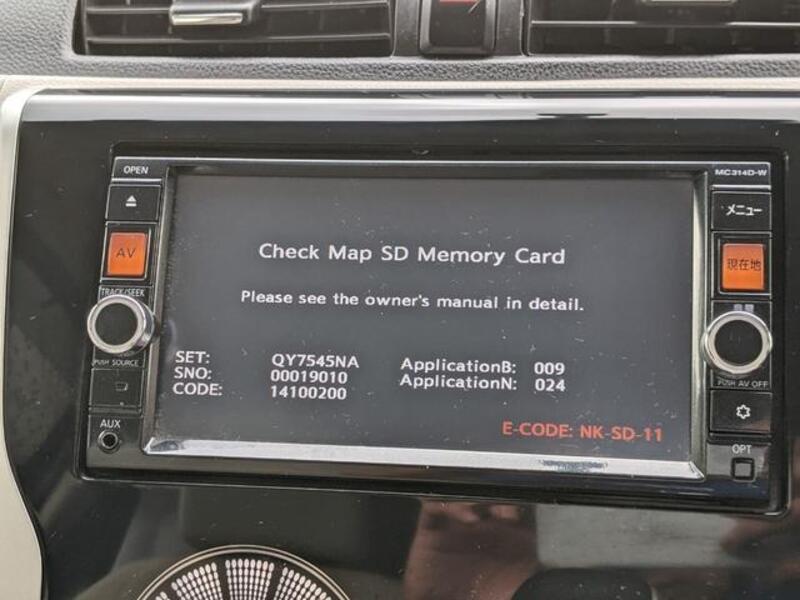 OPEN
MC314D-W
メニュー
AV
現在地
TRACK/SEEK
PUSH SOURCE
AUX
Check Map SD Memory Card
Please see the owner's manual in detail.
SET: QY7545NA ApplicationB: 009
SNO: 00019010 ApplicationN: 024
CODE: 14100200
E-CODE: NK-SD-11
PUSH AV OFF
OPT